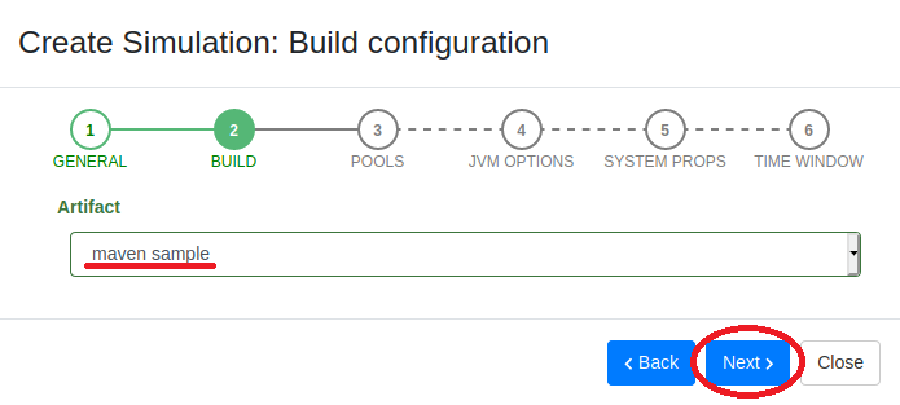 Create Simulation: Build configuration
1 2 3 4 5 6
GENERAL BUILD POOLS JVM OPTIONS SYSTEM PROPS TIME WINDOW
Artifact
maven sample
‹ Back Next › Close